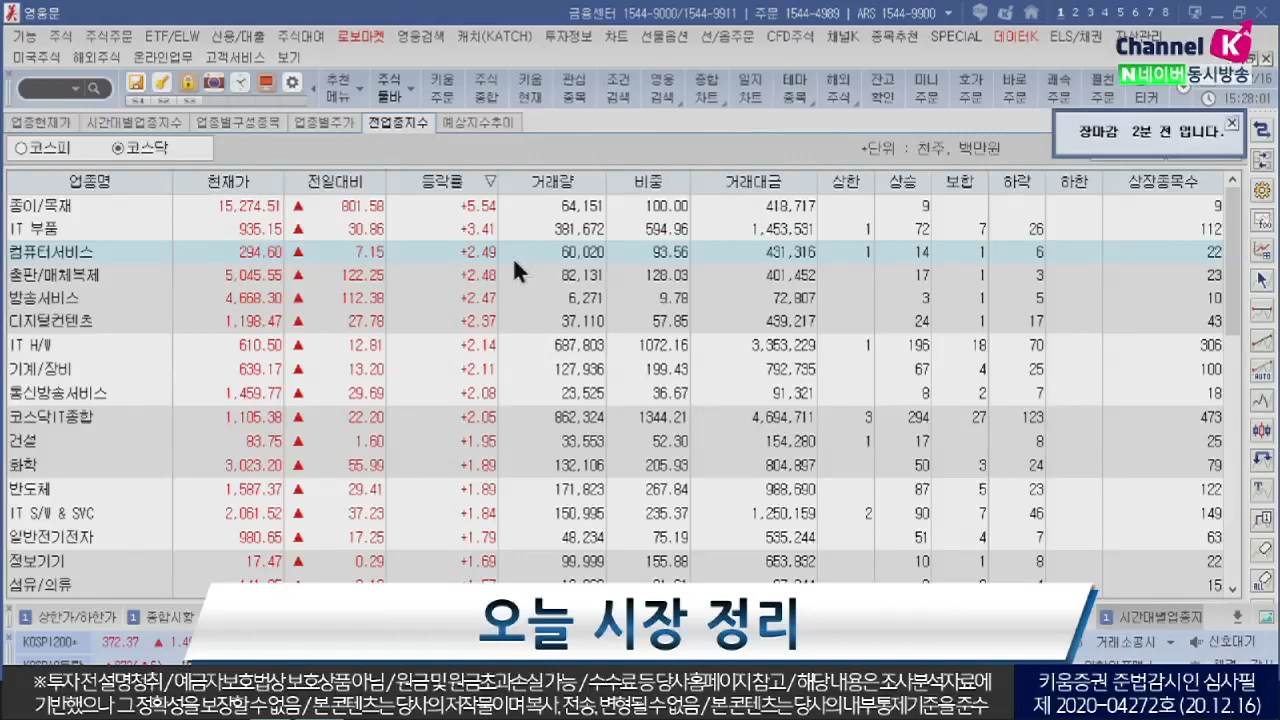 영웅문 금융센터 1544-9000/1544-9911 | 주문 1544-4989 | ARS 1544-9900 1 2 3 4 5 6 7 8
기능 주식 주식주문 ETF/ELW 신용/대출 주식대여 로보마켓 영웅검색 캐치(KATCH) 투자정보 차트 선물옵션 선/옴주문 CFD주식 채널K 종목추천 SPECIAL 데이터K ELS/채권 자산관리
미국주식 해외주식 온라인업무 고객서비스 보기
Channel K
N네이버 동시방송
추천메뉴 주식툴바 키움주문 주식종합 키움현재 관심종목 조건검색 영웅검색 종합차트 일지차트 테마종목 해외주식 잔고확인 미니주문 호가주문 바로주문 쾌속주문
15:28:01
업종현재가 시간대별업종지수 업종별구성종목 업종별주가 전업종지수 예상지수추이
장마감 2분 전 입니다.
코스피 코스닥 +단위 : 천주, 백만원
업종명 현재가 전일대비 등락률 ▽ 거래량 비중 거래대금 상한 상승 보합 하락 하한 상장종목수
종이/목재 15,274.51 ▲ 801.58 +5.54 64,151 100.00 418,717 9 9
IT 부품 935.15 ▲ 30.86 +3.41 381,672 594.96 1,453,531 1 72 7 26 112
컴퓨터서비스 294.60 ▲ 7.15 +2.49 60,020 93.56 431,316 1 14 1 6 22
출판/매체복제 5,045.55 ▲ 122.25 +2.48 82,131 128.03 401,452 17 1 3 23
방송서비스 4,668.30 ▲ 112.38 +2.47 6,271 9.78 72,807 3 1 5 10
디지털컨텐츠 1,198.47 ▲ 27.78 +2.37 37,110 57.85 439,217 24 1 17 43
IT H/W 610.50 ▲ 12.81 +2.14 687,803 1072.16 3,353,229 1 196 18 70 306
기계/장비 639.17 ▲ 13.20 +2.11 127,936 199.43 792,735 67 4 25 100
통신방송서비스 1,459.77 ▲ 29.69 +2.08 23,525 36.67 91,321 8 2 7 18
코스닥IT종합 1,105.38 ▲ 22.20 +2.05 862,324 1344.21 4,694,711 3 294 27 123 473
건설 83.75 ▲ 1.60 +1.95 33,553 52.30 154,280 1 17 8 25
화학 3,023.20 ▲ 55.99 +1.89 132,106 205.93 804,897 50 3 24 79
반도체 1,587.37 ▲ 29.41 +1.89 171,823 267.84 988,690 87 5 23 122
IT S/W & SVC 2,061.52 ▲ 37.23 +1.84 150,995 235.37 1,250,159 2 90 7 46 149
일반전기전자 980.65 ▲ 17.25 +1.79 48,234 75.19 535,244 51 4 7 63
정보기기 17.47 ▲ 0.29 +1.69 99,999 155.88 653,832 10 1 8 22
섬유/의류 15
1 상한가/하한가 1 종합시황 1 시간대별업종지
오늘 시장 정리
KOSPI200 372.37 ▲ 거래소공시 신호대기
※투자 전 설명청취 / 예금자보호법상 보호상품 아님 / 원금 및 원금초과손실 가능 / 수수료 등 당사 홈페이지 참고 / 해당 내용은 조사분석자료에
기반했으나 그 정확성을 보장할 수 없음 / 본 콘텐츠는 당사의 저작물이며 복사, 전송, 변형될 수 없음 / 본 콘텐츠는 당사의 내부통제기준을 준수
키움증권 준법감시인 심사필
제 2020-04272호 (20.12.16)